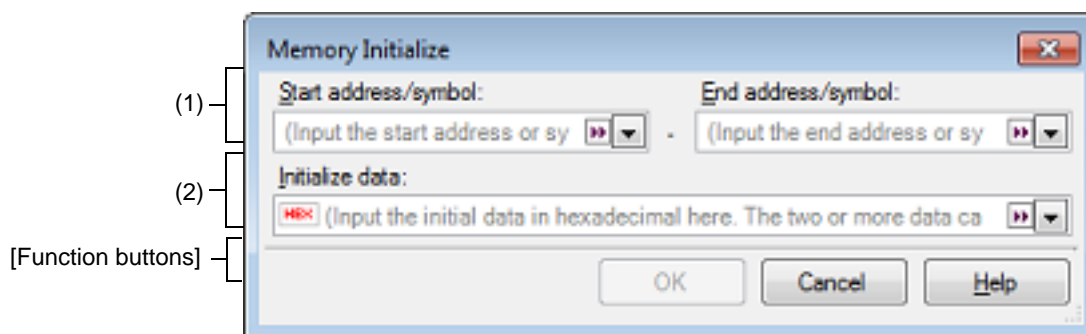 Memory Initialize
(1)
Start address/symbol: End address/symbol:
(Input the start address or sy - (Input the end address or sy
(2)
Initialize data:
HEX (Input the initial data in hexadecimal here. The two or more data ca
[Function buttons]
OK Cancel Help